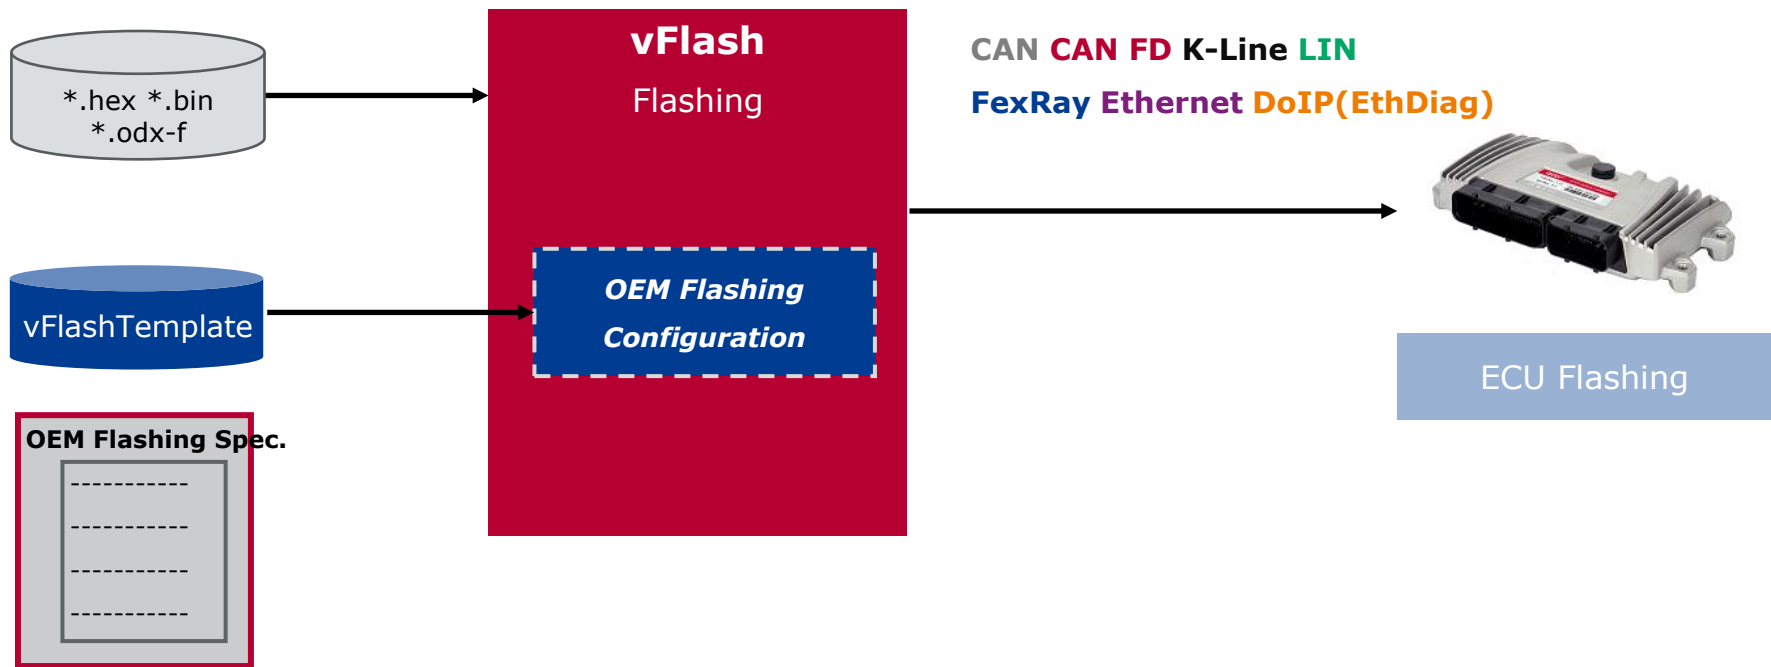 vFlash
Flashing
*.hex *.bin
*.odx-f
CAN CAN FD K-Line LIN
FexRay Ethernet DoIP(EthDiag)
vFlashTemplate
OEM Flashing
Configuration
ECU Flashing
OEM Flashing Spec.
-----------
-----------
-----------
-----------